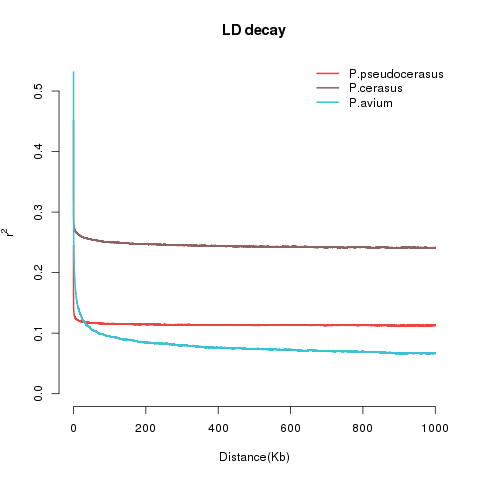 LD decay
P.pseudocerasus
P.cerasus
P.avium
r²
0.5
0.4
0.3
0.2
0.1
0.0
0 200 400 600 800 1000
Distance(Kb)